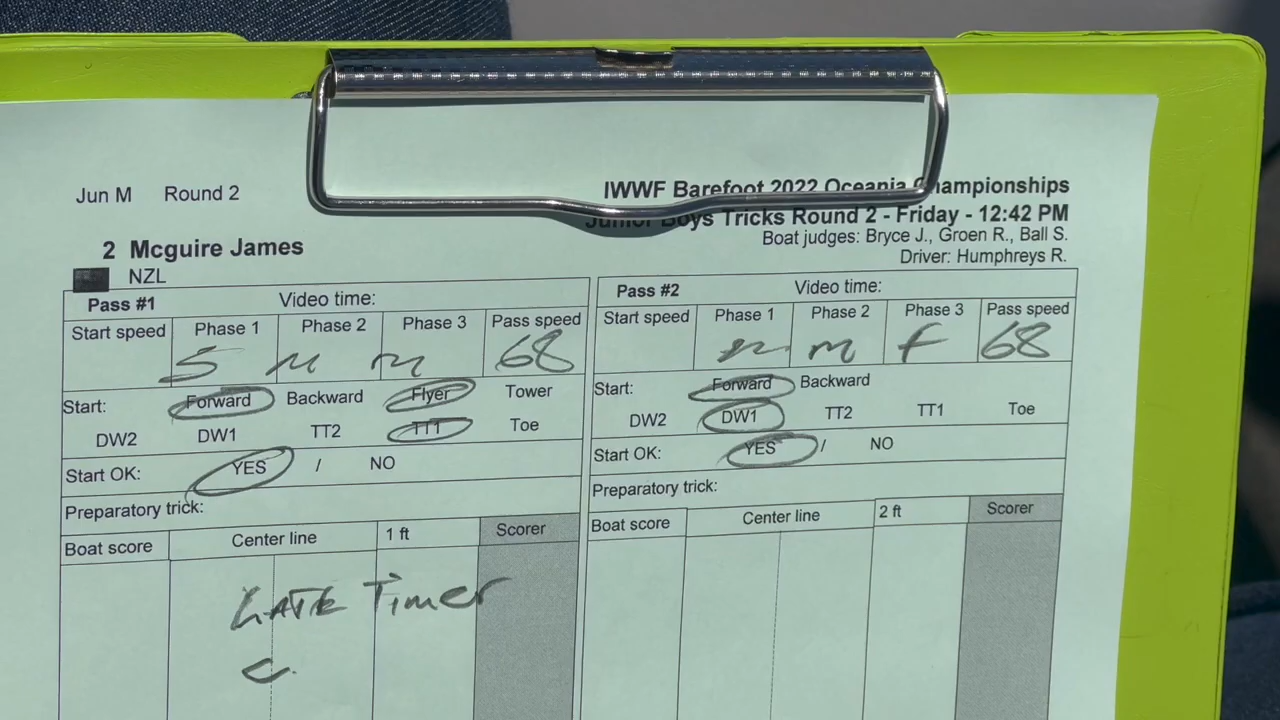 Jun M Round 2
IWWF Barefoot 2022 Oceania Championships
Junior Boys Tricks Round 2 - Friday - 12:42 PM
Boat judges: Bryce J., Groen R., Ball S.
Driver: Humphreys R.
2 Mcguire James
NZL
Pass #1 Video time:
Start speed Phase 1 Phase 2 Phase 3 Pass speed
5 M M 68
Start: Forward Backward Flyer Tower
DW2 DW1 TT2 TT1 Toe
Start OK: YES / NO
Preparatory trick:
Boat score Center line 1 ft Scorer
GATE Timer
Pass #2 Video time:
Start speed Phase 1 Phase 2 Phase 3 Pass speed
m m f 68
Start: Forward Backward
DW2 DW1 TT2 TT1 Toe
Start OK: YES / NO
Preparatory trick:
Boat score Center line 2 ft Scorer